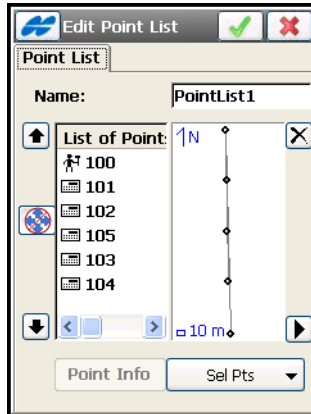 Edit Point List
Point List
Name: PointList1
List of Point
N
100
101
102
105
103
104
10 m
Point Info
Sel Pts